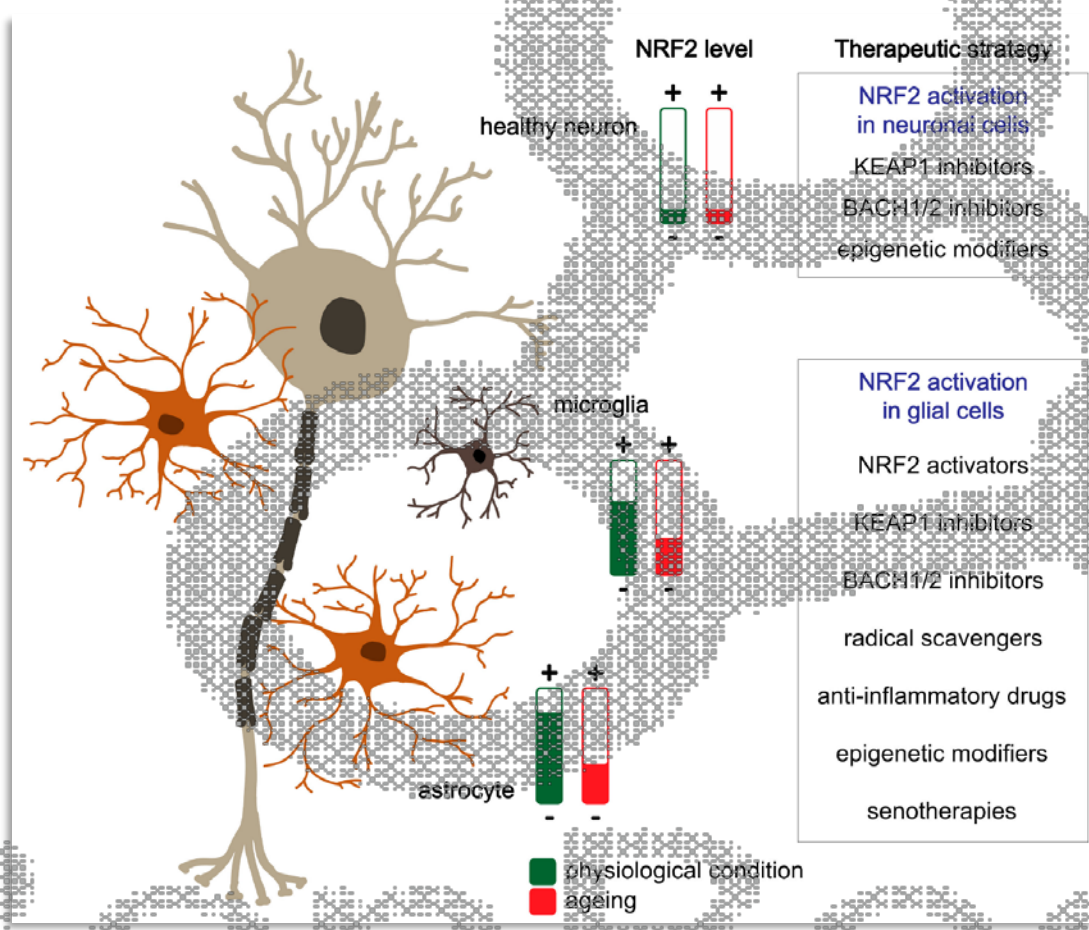 NRF2 level
Therapeutic strategy
+ +
healthy neuron
- -
NRF2 activation
in neuronal cells
KEAP1 inhibitors
BACH1/2 inhibitors
epigenetic modifiers
microglia
+ +
- -
NRF2 activation
in glial cells
NRF2 activators
KEAP1 inhibitors
BACH1/2 inhibitors
radical scavengers
anti-inflammatory drugs
epigenetic modifiers
senotherapies
+ +
astrocyte
- -
physiological condition
ageing